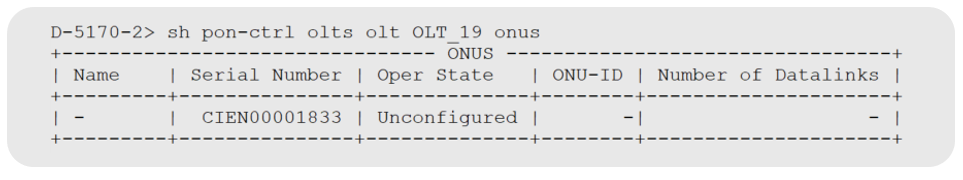 D-5170-2> sh pon-ctrl olts olt OLT_19 onus
+--------------------------------- ONUS ----------------------------------+
| Name | Serial Number | Oper State | ONU-ID | Number of Datalinks |
+---------+---------------+--------------+--------+----------------------+
| - | CIEN00001833 | Unconfigured | -| - |
+---------+---------------+--------------+--------+----------------------+